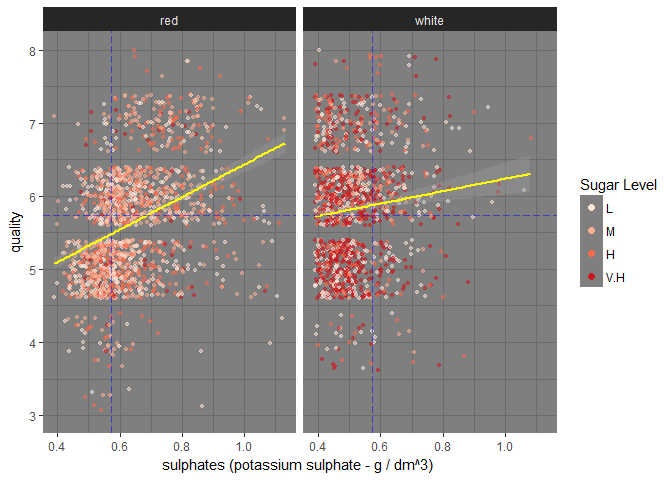 red
white
8
7
6
5
4
3
quality
0.4
0.6
0.8
1.0
0.4
0.6
0.8
1.0
sulphates (potassium sulphate - g / dm^3)
Sugar Level
L
M
H
V.H